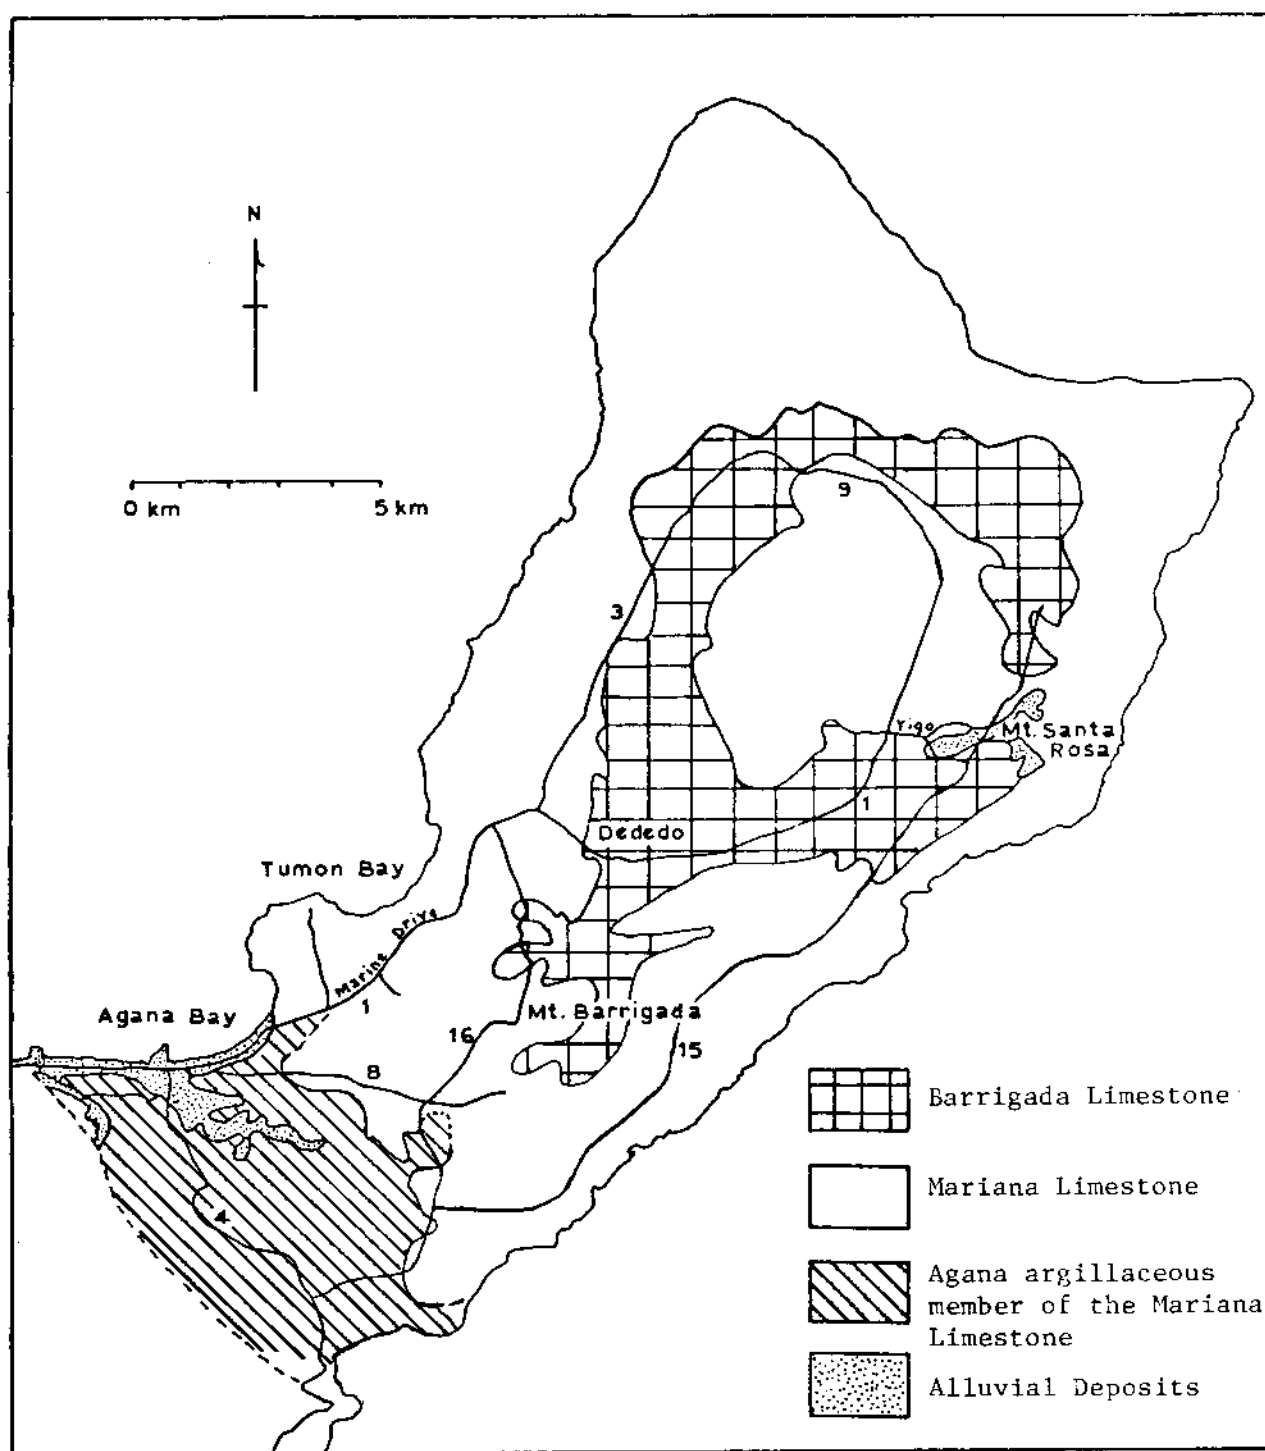 N
0 km 5 km
9
3
Yigo
Mt. Santa
Rosa
1
Dededo
Tumon Bay
Marine Drive
1
Agana Bay
Mt. Barrigada
16
15
8
4
Barrigada Limestone
Mariana Limestone
Agana argillaceous
member of the Mariana
Limestone
Alluvial Deposits